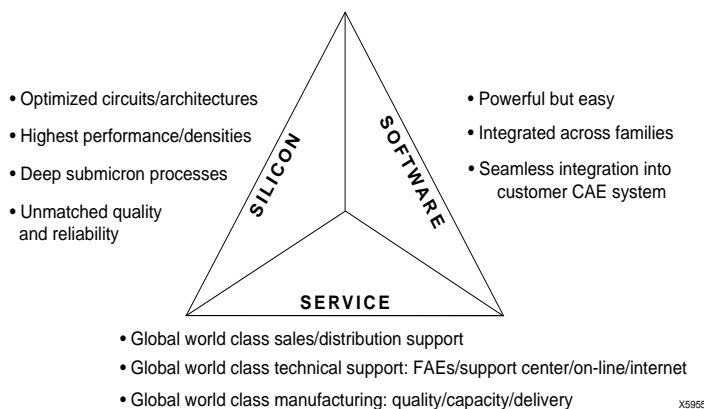 • Optimized circuits/architectures
• Highest performance/densities
• Deep submicron processes
• Unmatched quality
and reliability
SILICON
SOFTWARE
• Powerful but easy
• Integrated across families
• Seamless integration into
customer CAE system
SERVICE
• Global world class sales/distribution support
• Global world class technical support: FAEs/support center/on-line/internet
• Global world class manufacturing: quality/capacity/delivery
X5955